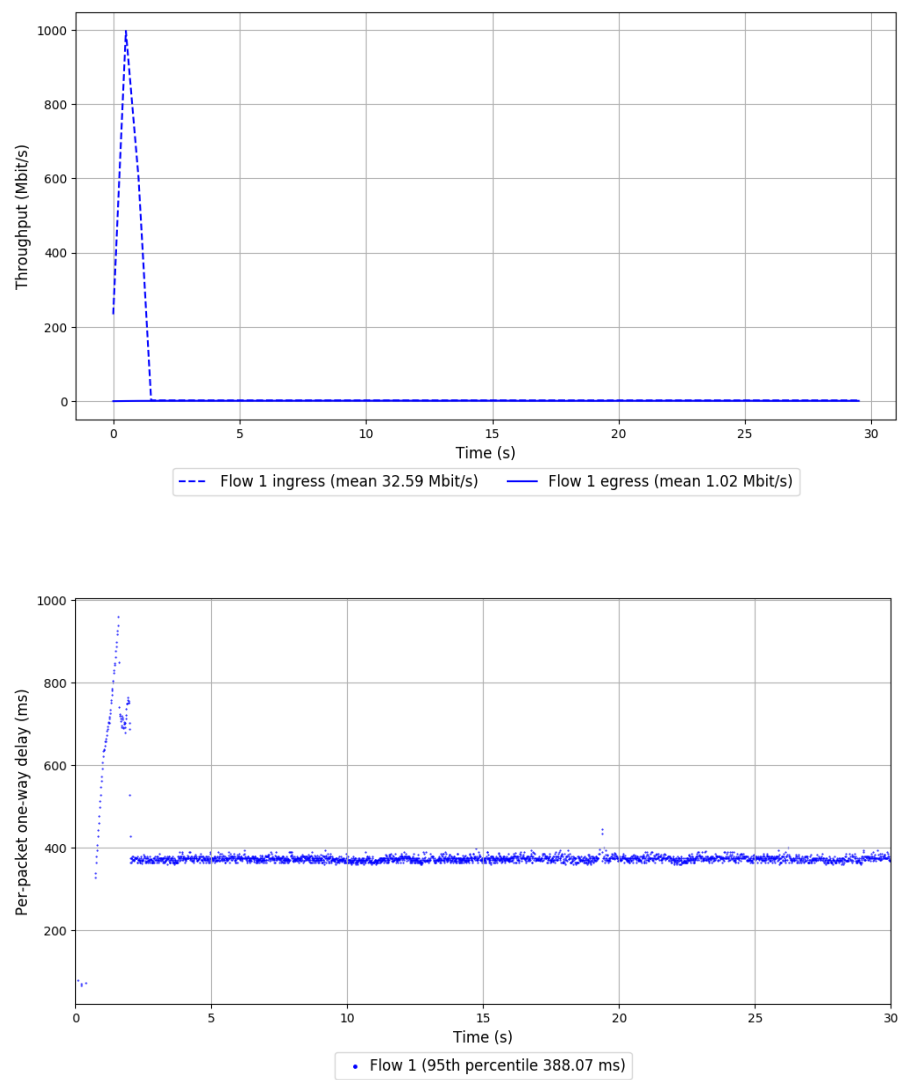 1000
800
600
400
200
0
Throughput (Mbit/s)
0 5 10 15 20 25 30
Time (s)
Flow 1 ingress (mean 32.59 Mbit/s) Flow 1 egress (mean 1.02 Mbit/s)
1000
800
600
400
200
Per-packet one-way delay (ms)
0 5 10 15 20 25 30
Time (s)
Flow 1 (95th percentile 388.07 ms)